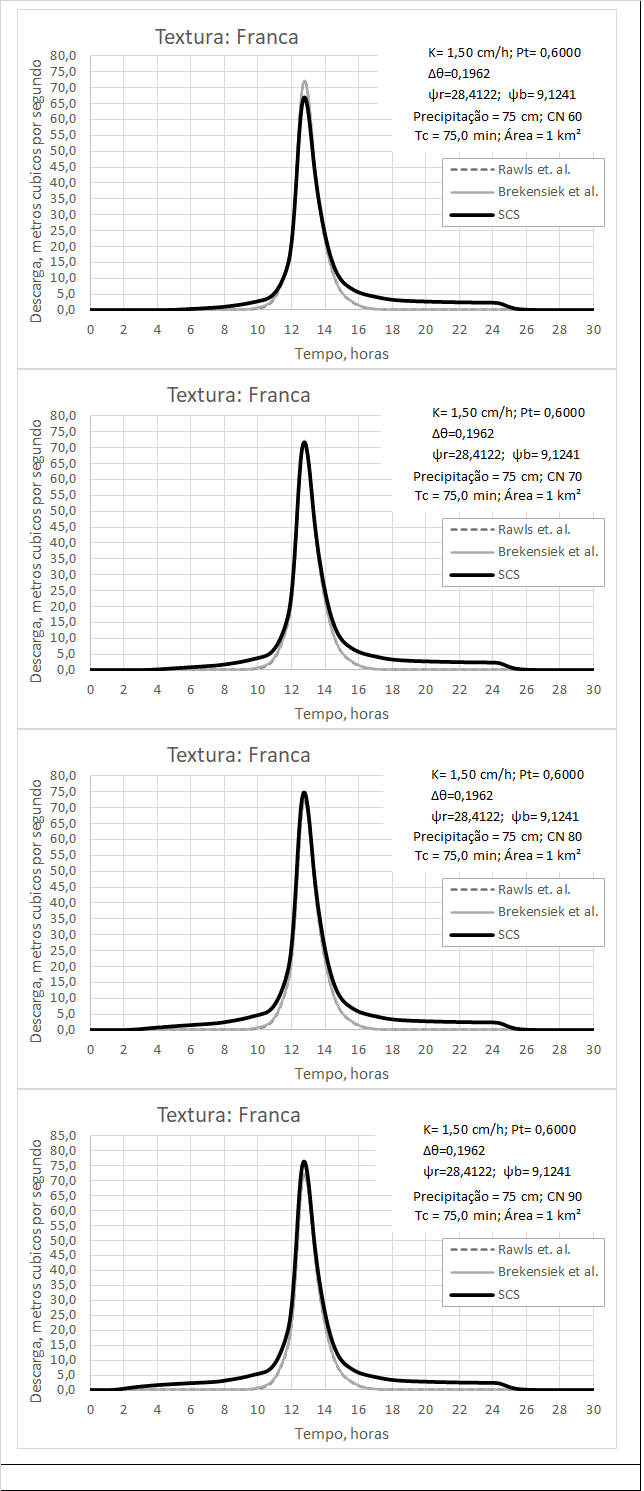 Textura: Franca
K= 1,50 cm/h; Pt= 0,6000
Δθ=0,1962
ψr=28,4122;  ψb= 9,1241
Precipitação = 75 cm; CN 60
Tc = 75,0 min; Área = 1 km²
Rawls et. al.
Brekensiek et al.
SCS
Descarga, metros cubicos por segundo
80,0
75,0
70,0
65,0
60,0
55,0
50,0
45,0
40,0
35,0
30,0
25,0
20,0
15,0
10,0
5,0
0,0
0 2 4 6 8 10 12 14 16 18 20 22 24 26 28 30
Tempo, horas
Textura: Franca
K= 1,50 cm/h; Pt= 0,6000
Δθ=0,1962
ψr=28,4122;  ψb= 9,1241
Precipitação = 75 cm; CN 70
Tc = 75,0 min; Área = 1 km²
Rawls et. al.
Brekensiek et al.
SCS
Descarga, metros cubicos por segundo
80,0
75,0
70,0
65,0
60,0
55,0
50,0
45,0
40,0
35,0
30,0
25,0
20,0
15,0
10,0
5,0
0,0
0 2 4 6 8 10 12 14 16 18 20 22 24 26 28 30
Tempo, horas
Textura: Franca
K= 1,50 cm/h; Pt= 0,6000
Δθ=0,1962
ψr=28,4122;  ψb= 9,1241
Precipitação = 75 cm; CN 80
Tc = 75,0 min; Área = 1 km²
Rawls et. al.
Brekensiek et al.
SCS
Descarga, metros cubicos por segundo
80,0
75,0
70,0
65,0
60,0
55,0
50,0
45,0
40,0
35,0
30,0
25,0
20,0
15,0
10,0
5,0
0,0
0 2 4 6 8 10 12 14 16 18 20 22 24 26 28 30
Tempo, horas
Textura: Franca
K= 1,50 cm/h; Pt= 0,6000
Δθ=0,1962
ψr=28,4122;  ψb= 9,1241
Precipitação = 75 cm; CN 90
Tc = 75,0 min; Área = 1 km²
Rawls et. al.
Brekensiek et al.
SCS
Descarga, metros cubicos por segundo
85,0
80,0
75,0
70,0
65,0
60,0
55,0
50,0
45,0
40,0
35,0
30,0
25,0
20,0
15,0
10,0
5,0
0,0
0 2 4 6 8 10 12 14 16 18 20 22 24 26 28 30
Tempo, horas